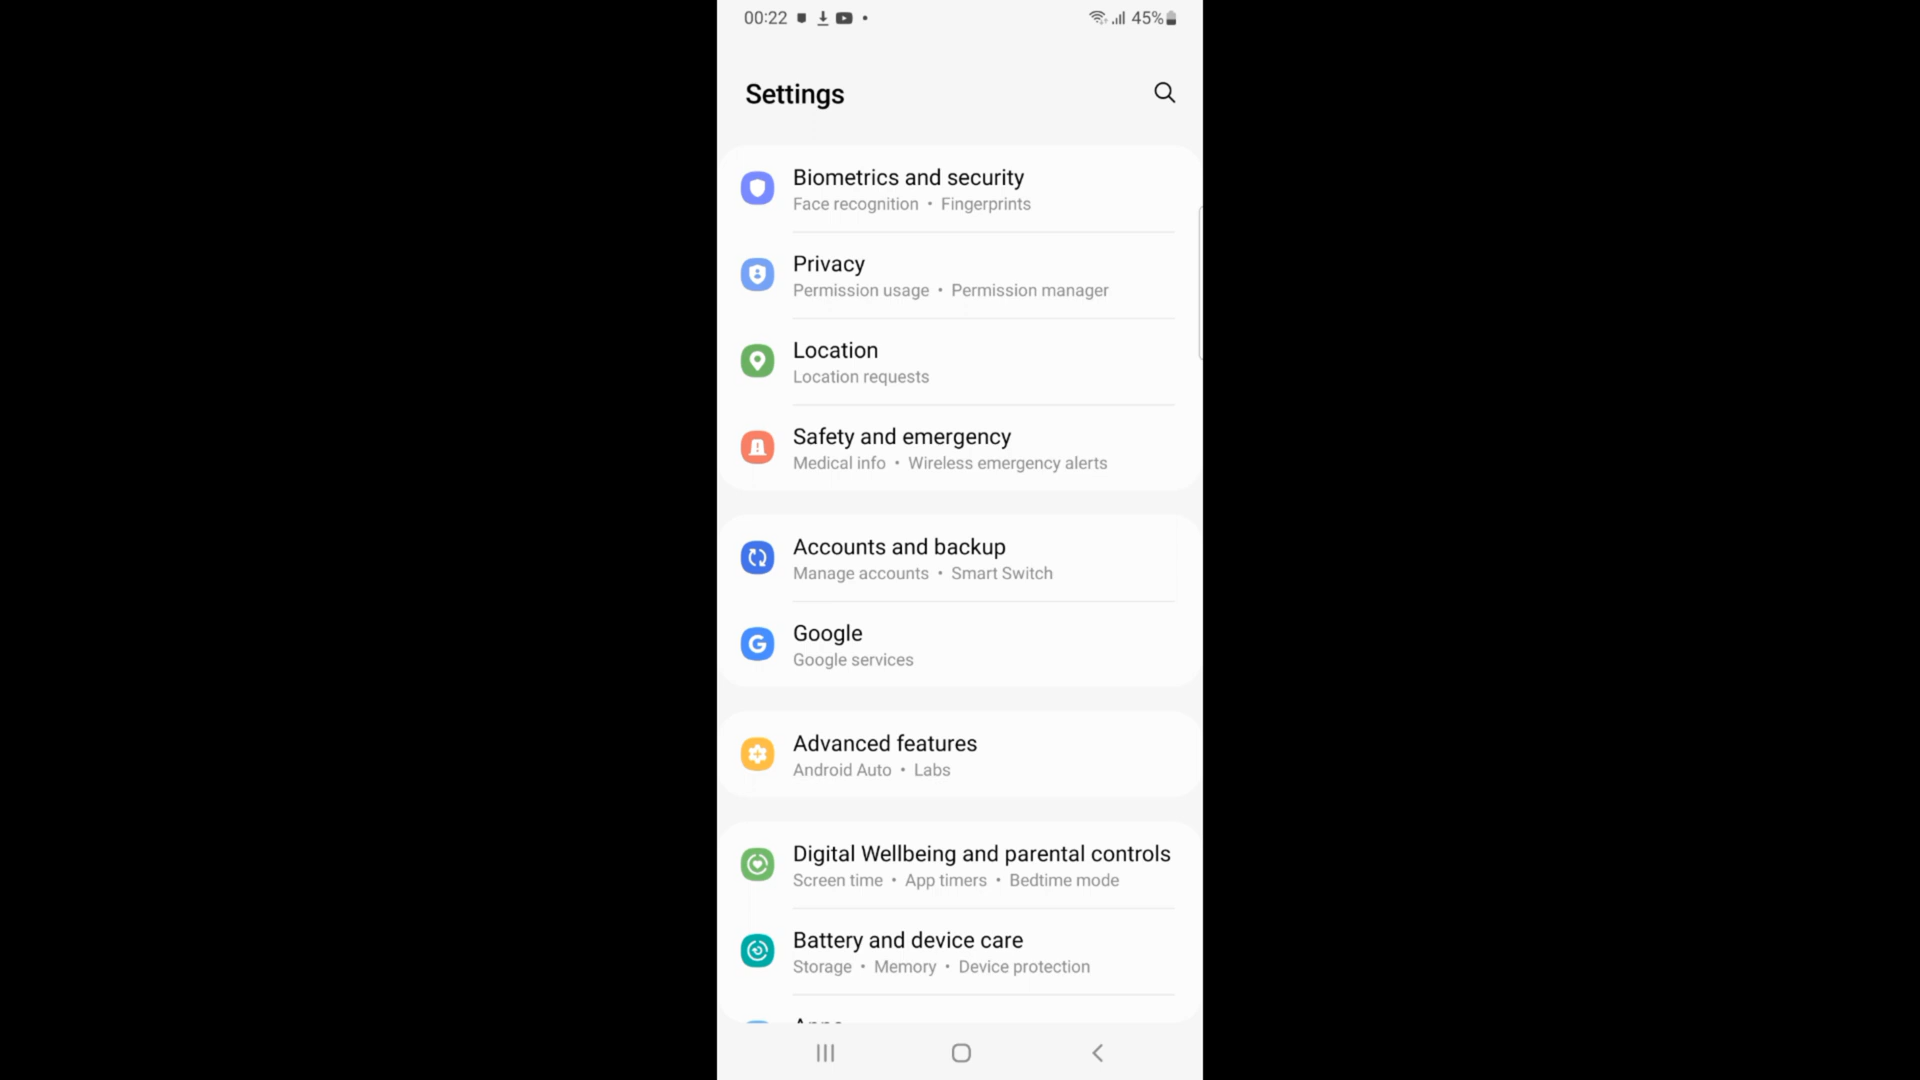 00:22
45%
Settings
Biometrics and security
Face recognition • Fingerprints
Privacy
Permission usage • Permission manager
Location
Location requests
Safety and emergency
Medical info • Wireless emergency alerts
Accounts and backup
Manage accounts • Smart Switch
Google
Google services
Advanced features
Android Auto • Labs
Digital Wellbeing and parental controls
Screen time • App timers • Bedtime mode
Battery and device care
Storage • Memory • Device protection